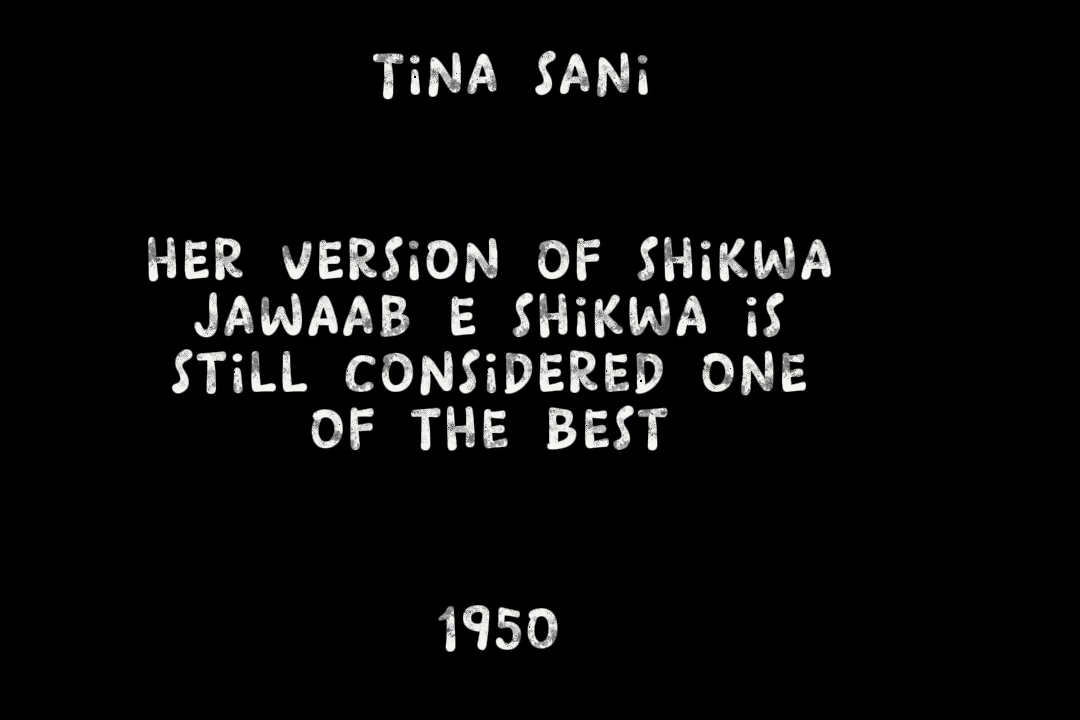 TiNA SANi
HER VERSiON OF SHiKWA
JAWAAB E SHiKWA iS
STiLL CONSiDERED ONE
OF THE BEST
1950